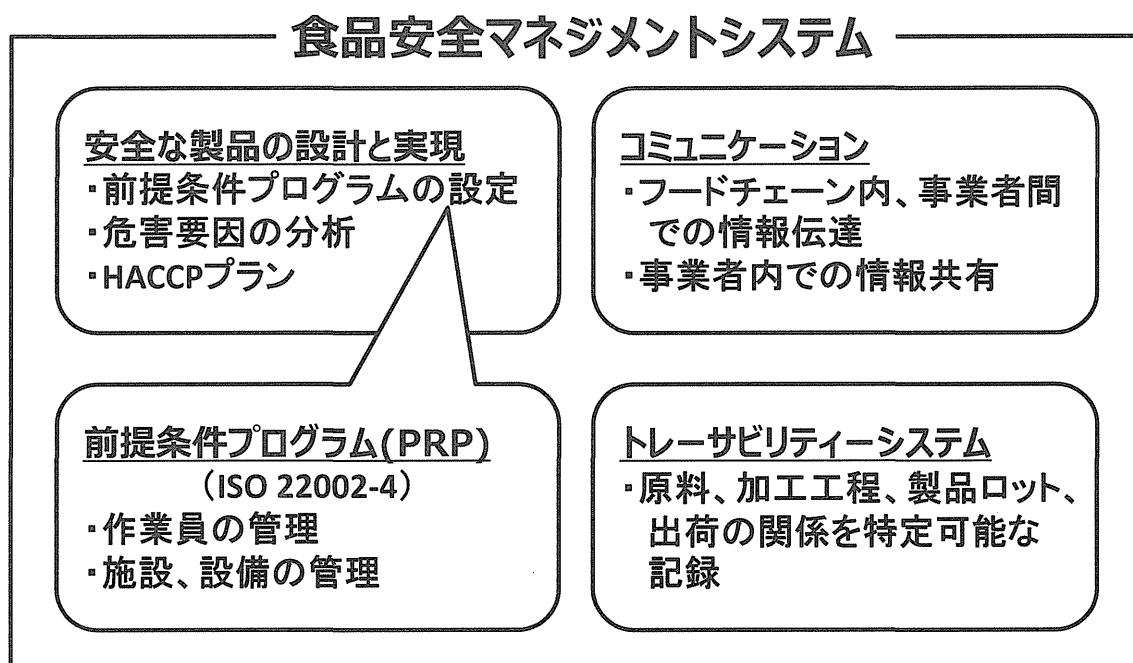 食品安全マネジメントシステム
安全な製品の設計と実現
・前提条件プログラムの設定
・危害要因の分析
・HACCPプラン
コミュニケーション
・フードチェーン内、事業者間
での情報伝達
・事業者内での情報共有
前提条件プログラム(PRP)
（ISO 22002-4）
・作業員の管理
・施設、設備の管理
トレーサビリティーシステム
・原料、加工工程、製品ロット、
出荷の関係を特定可能な
記録